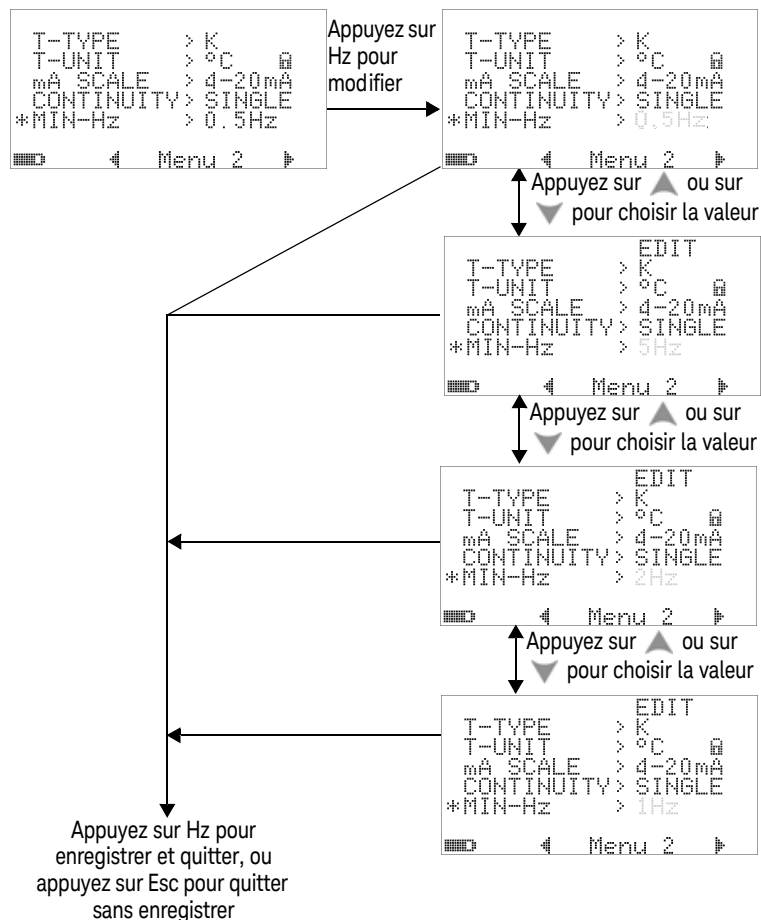 T-TYPE > K
T-UNIT > °C
mA SCALE > 4-20mA
CONTINUITY> SINGLE
*MIN-Hz > 0.5Hz
Menu 2
Appuyez sur
Hz pour
modifier
T-TYPE > K
T-UNIT > °C
mA SCALE > 4-20mA
CONTINUITY> SINGLE
*MIN-Hz > 0.5Hz
Menu 2
Appuyez sur ou sur
pour choisir la valeur
EDIT
T-TYPE > K
T-UNIT > °C
mA SCALE > 4-20mA
CONTINUITY> SINGLE
*MIN-Hz > 5Hz
Menu 2
Appuyez sur ou sur
pour choisir la valeur
EDIT
T-TYPE > K
T-UNIT > °C
mA SCALE > 4-20mA
CONTINUITY> SINGLE
*MIN-Hz > 2Hz
Menu 2
Appuyez sur ou sur
pour choisir la valeur
EDIT
T-TYPE > K
T-UNIT > °C
mA SCALE > 4-20mA
CONTINUITY> SINGLE
*MIN-Hz > 1Hz
Menu 2
Appuyez sur Hz pour
enregistrer et quitter, ou
appuyez sur Esc pour quitter
sans enregistrer